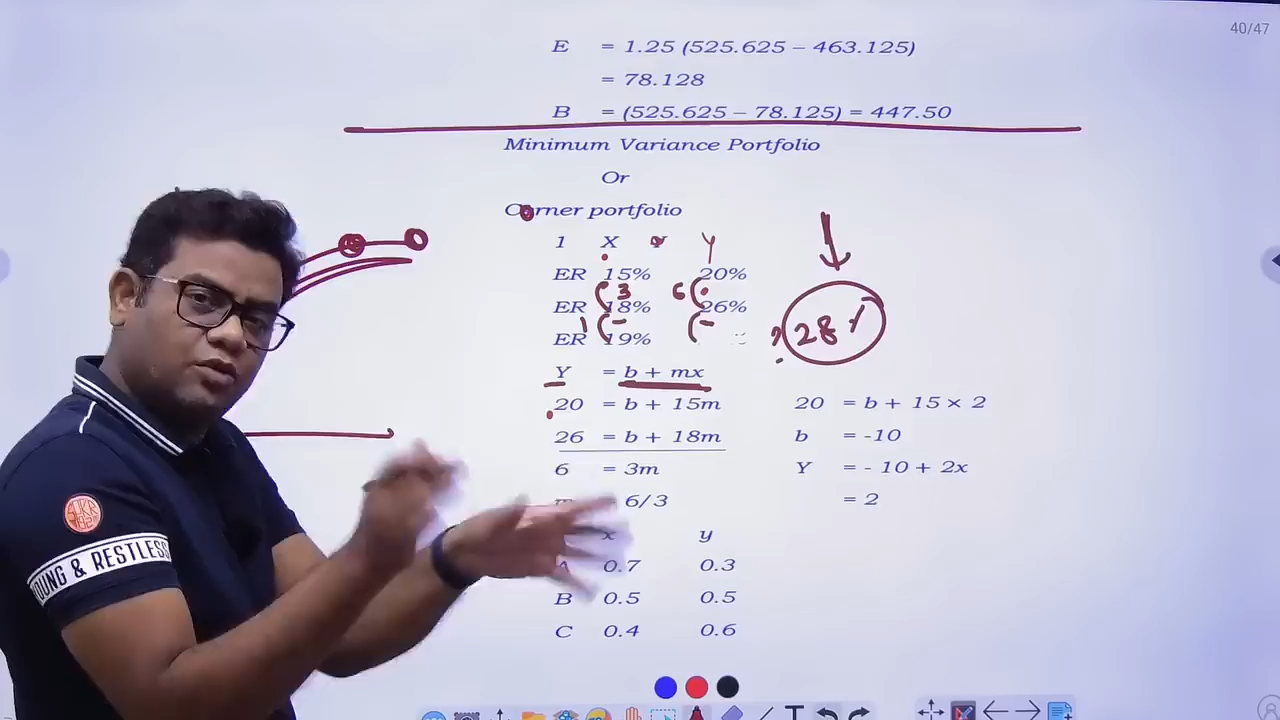 40/47
E = 1.25 (525.625 – 463.125)
= 78.128
B = (525.625 – 78.125) = 447.50
Minimum Variance Portfolio
Or
Corner portfolio
1 X Y
ER 15% 20%
3 6
ER 18% 26%
1 – –
ER 19% ? 28%
Y = b + mx
20 = b + 15m 20 = b + 15 × 2
26 = b + 18m b = -10
6 = 3m Y = - 10 + 2x
= 6/3 = 2
x y
A 0.7 0.3
B 0.5 0.5
C 0.4 0.6
YOUNG & RESTLESS
T